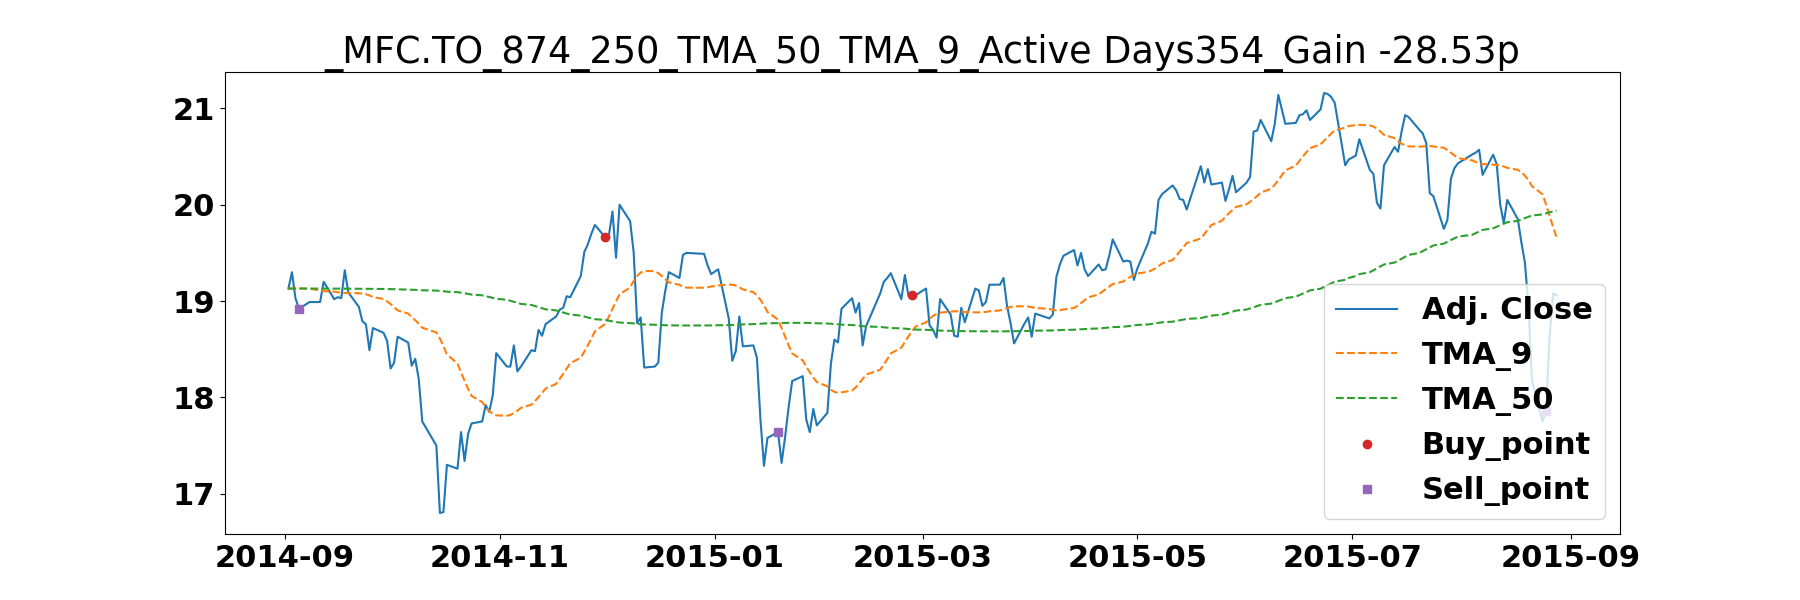 _MFC.TO_874_250_TMA_50_TMA_9_Active Days354_Gain -28.53p
21
20
19
18
17
Adj. Close
TMA_9
TMA_50
Buy_point
Sell_point
2014-09 2014-11 2015-01 2015-03 2015-05 2015-07 2015-09